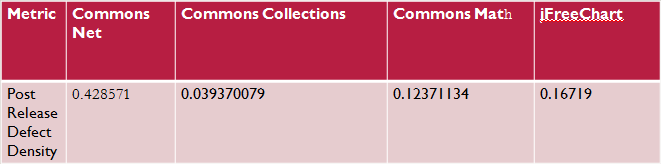 Metric Commons Net Commons Collections Commons Math jFreeChart
Post Release Defect Density 0.428571 0.039370079 0.12371134 0.16719